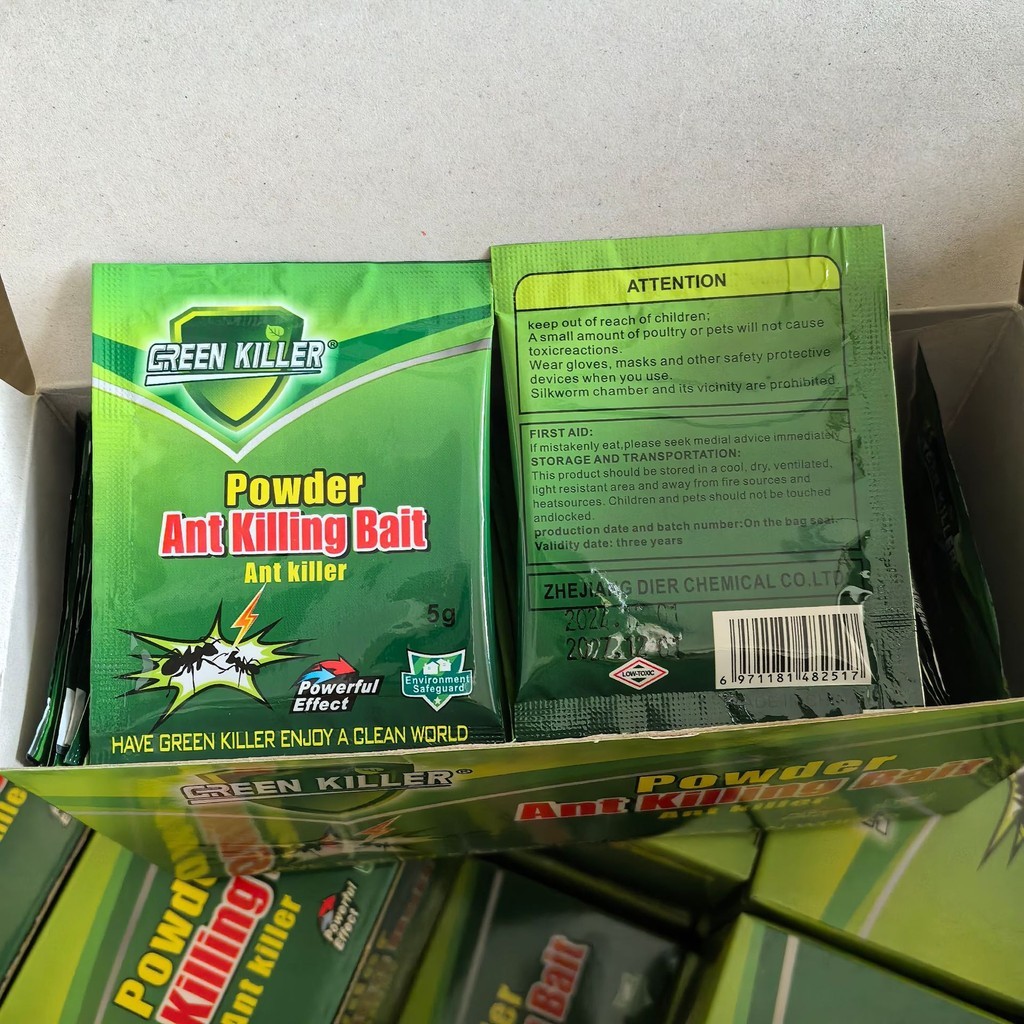 GREEN KILLER®
Powder
Ant Killing Bait
Ant killer
5g
Powerful
Effect
Environment
Safeguard
HAVE GREEN KILLER ENJOY A CLEAN WORLD
ATTENTION
keep out of reach of children;
A small amount of poultry or pets will not cause
toxicreactions.
Wear gloves, masks and other safety protective
devices when you use.
Silkworm chamber and its vicinity are prohibited
FIRST AID:
If mistakenly eat,please seek medial advice immediately
STORAGE AND TRANSPORTATION:
This product should be stored in a cool, dry, ventilated,
light resistant area and away from fire sources and
heatsources. Children and pets should not be touched
andlocked.
production date and batch number:On the bag seal
Validity date: three years
ZHEJIANG DIER CHEMICAL CO.LTD
LOW-TOXIC
6 971181 482517
GREEN KILLER®
Powder
Ant Killing Bait
Ant killer
Powder
Killing
Ant killer
Powerful
Effect
Bait